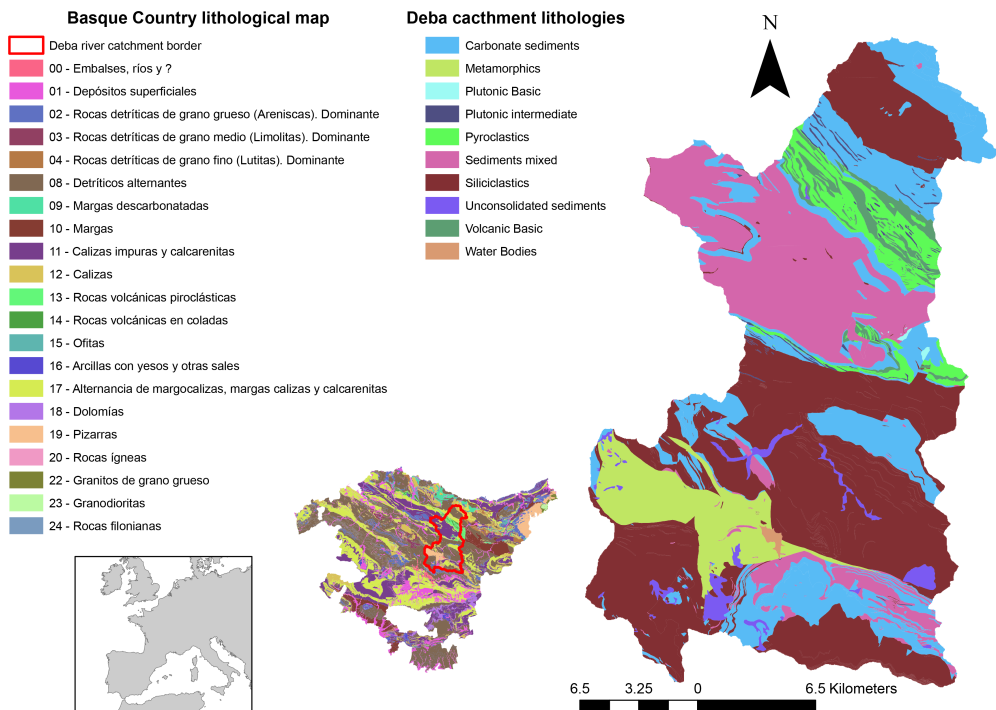 Basque Country lithological map
Deba river catchment border
00 - Embalses, ríos y ?
01 - Depósitos superficiales
02 - Rocas detríticas de grano grueso (Areniscas). Dominante
03 - Rocas detríticas de grano medio (Limolitas). Dominante
04 - Rocas detríticas de grano fino (Lutitas). Dominante
08 - Detríticos alternantes
09 - Margas descarbonatadas
10 - Margas
11 - Calizas impuras y calcarenitas
12 - Calizas
13 - Rocas volcánicas piroclásticas
14 - Rocas volcánicas en coladas
15 - Ofitas
16 - Arcillas con yesos y otras sales
17 - Alternancia de margocalizas, margas calizas y calcarenitas
18 - Dolomías
19 - Pizarras
20 - Rocas ígneas
22 - Granitos de grano grueso
23 - Granodioritas
24 - Rocas filonianas
Deba cacthment lithologies
Carbonate sediments
Metamorphics
Plutonic Basic
Plutonic intermediate
Pyroclastics
Sediments mixed
Siliciclastics
Unconsolidated sediments
Volcanic Basic
Water Bodies
N
6.5 3.25 0 6.5 Kilometers